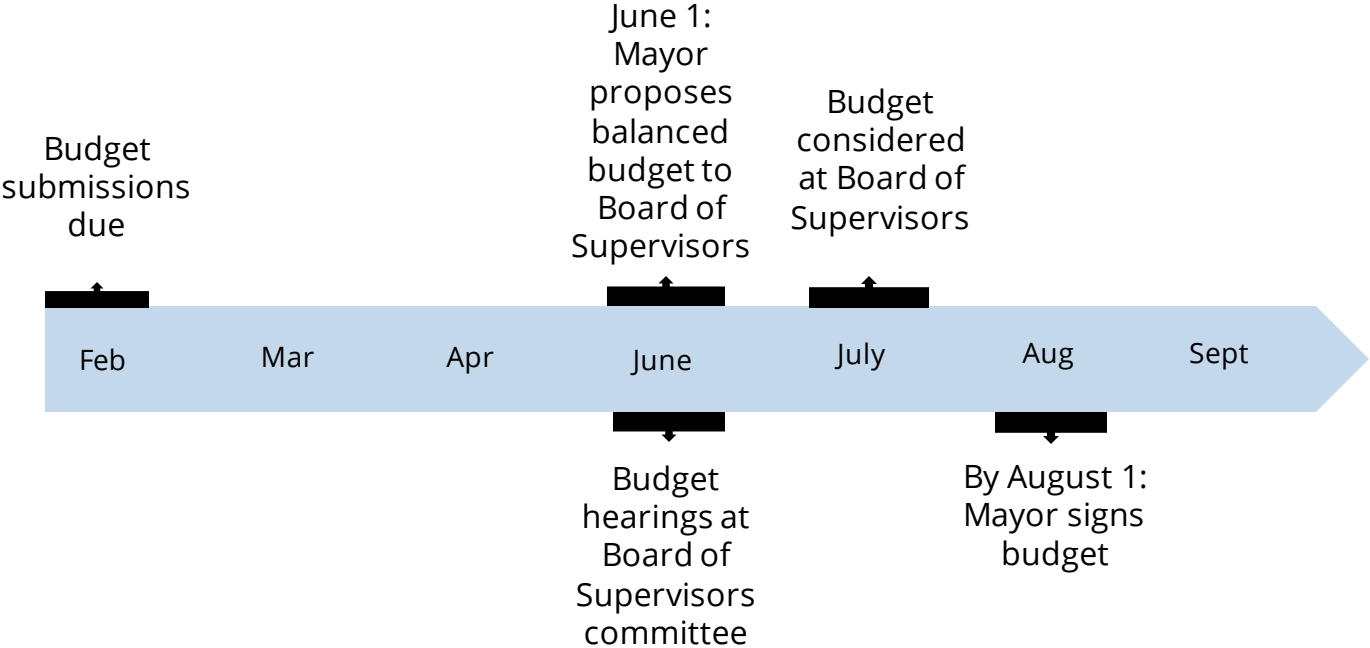 June 1:
Mayor
proposes
balanced
budget to
Board of
Supervisors
Budget
considered
at Board of
Supervisors
Budget
submissions
due
Feb
Mar
Apr
June
July
Aug
Sept
Budget
hearings at
Board of
Supervisors
committee
By August 1:
Mayor signs
budget